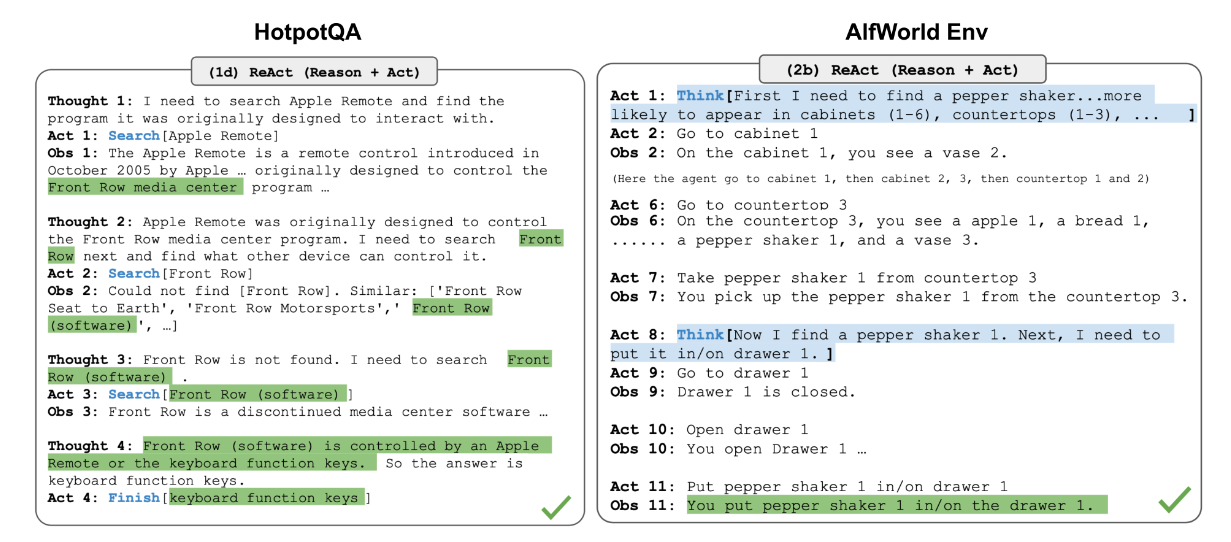 HotpotQA
(1d) ReAct (Reason + Act)
Thought 1: I need to search Apple Remote and find the
program it was originally designed to interact with.
Act 1: Search[Apple Remote]
Obs 1: The Apple Remote is a remote control introduced in
October 2005 by Apple … originally designed to control the
Front Row media center program …
Thought 2: Apple Remote was originally designed to control
the Front Row media center program. I need to search Front
Row next and find what other device can control it.
Act 2: Search[Front Row]
Obs 2: Could not find [Front Row]. Similar: ['Front Row
Seat to Earth', 'Front Row Motorsports',' Front Row
(software)', …]
Thought 3: Front Row is not found. I need to search Front
Row (software) .
Act 3: Search[Front Row (software) ]
Obs 3: Front Row is a discontinued media center software …
Thought 4: Front Row (software) is controlled by an Apple
Remote or the keyboard function keys. So the answer is
keyboard function keys.
Act 4: Finish[keyboard function keys ]
AlfWorld Env
(2b) ReAct (Reason + Act)
Act 1: Think[First I need to find a pepper shaker...more
likely to appear in cabinets (1-6), countertops (1-3), ... ]
Act 2: Go to cabinet 1
Obs 2: On the cabinet 1, you see a vase 2.
(Here the agent go to cabinet 1, then cabinet 2, 3, then countertop 1 and 2)
Act 6: Go to countertop 3
Obs 6: On the countertop 3, you see a apple 1, a bread 1,
...... a pepper shaker 1, and a vase 3.
Act 7: Take pepper shaker 1 from countertop 3
Obs 7: You pick up the pepper shaker 1 from the countertop 3.
Act 8: Think[Now I find a pepper shaker 1. Next, I need to
put it in/on drawer 1. ]
Act 9: Go to drawer 1
Obs 9: Drawer 1 is closed.
Act 10: Open drawer 1
Obs 10: You open Drawer 1 …
Act 11: Put pepper shaker 1 in/on drawer 1
Obs 11: You put pepper shaker 1 in/on the drawer 1.